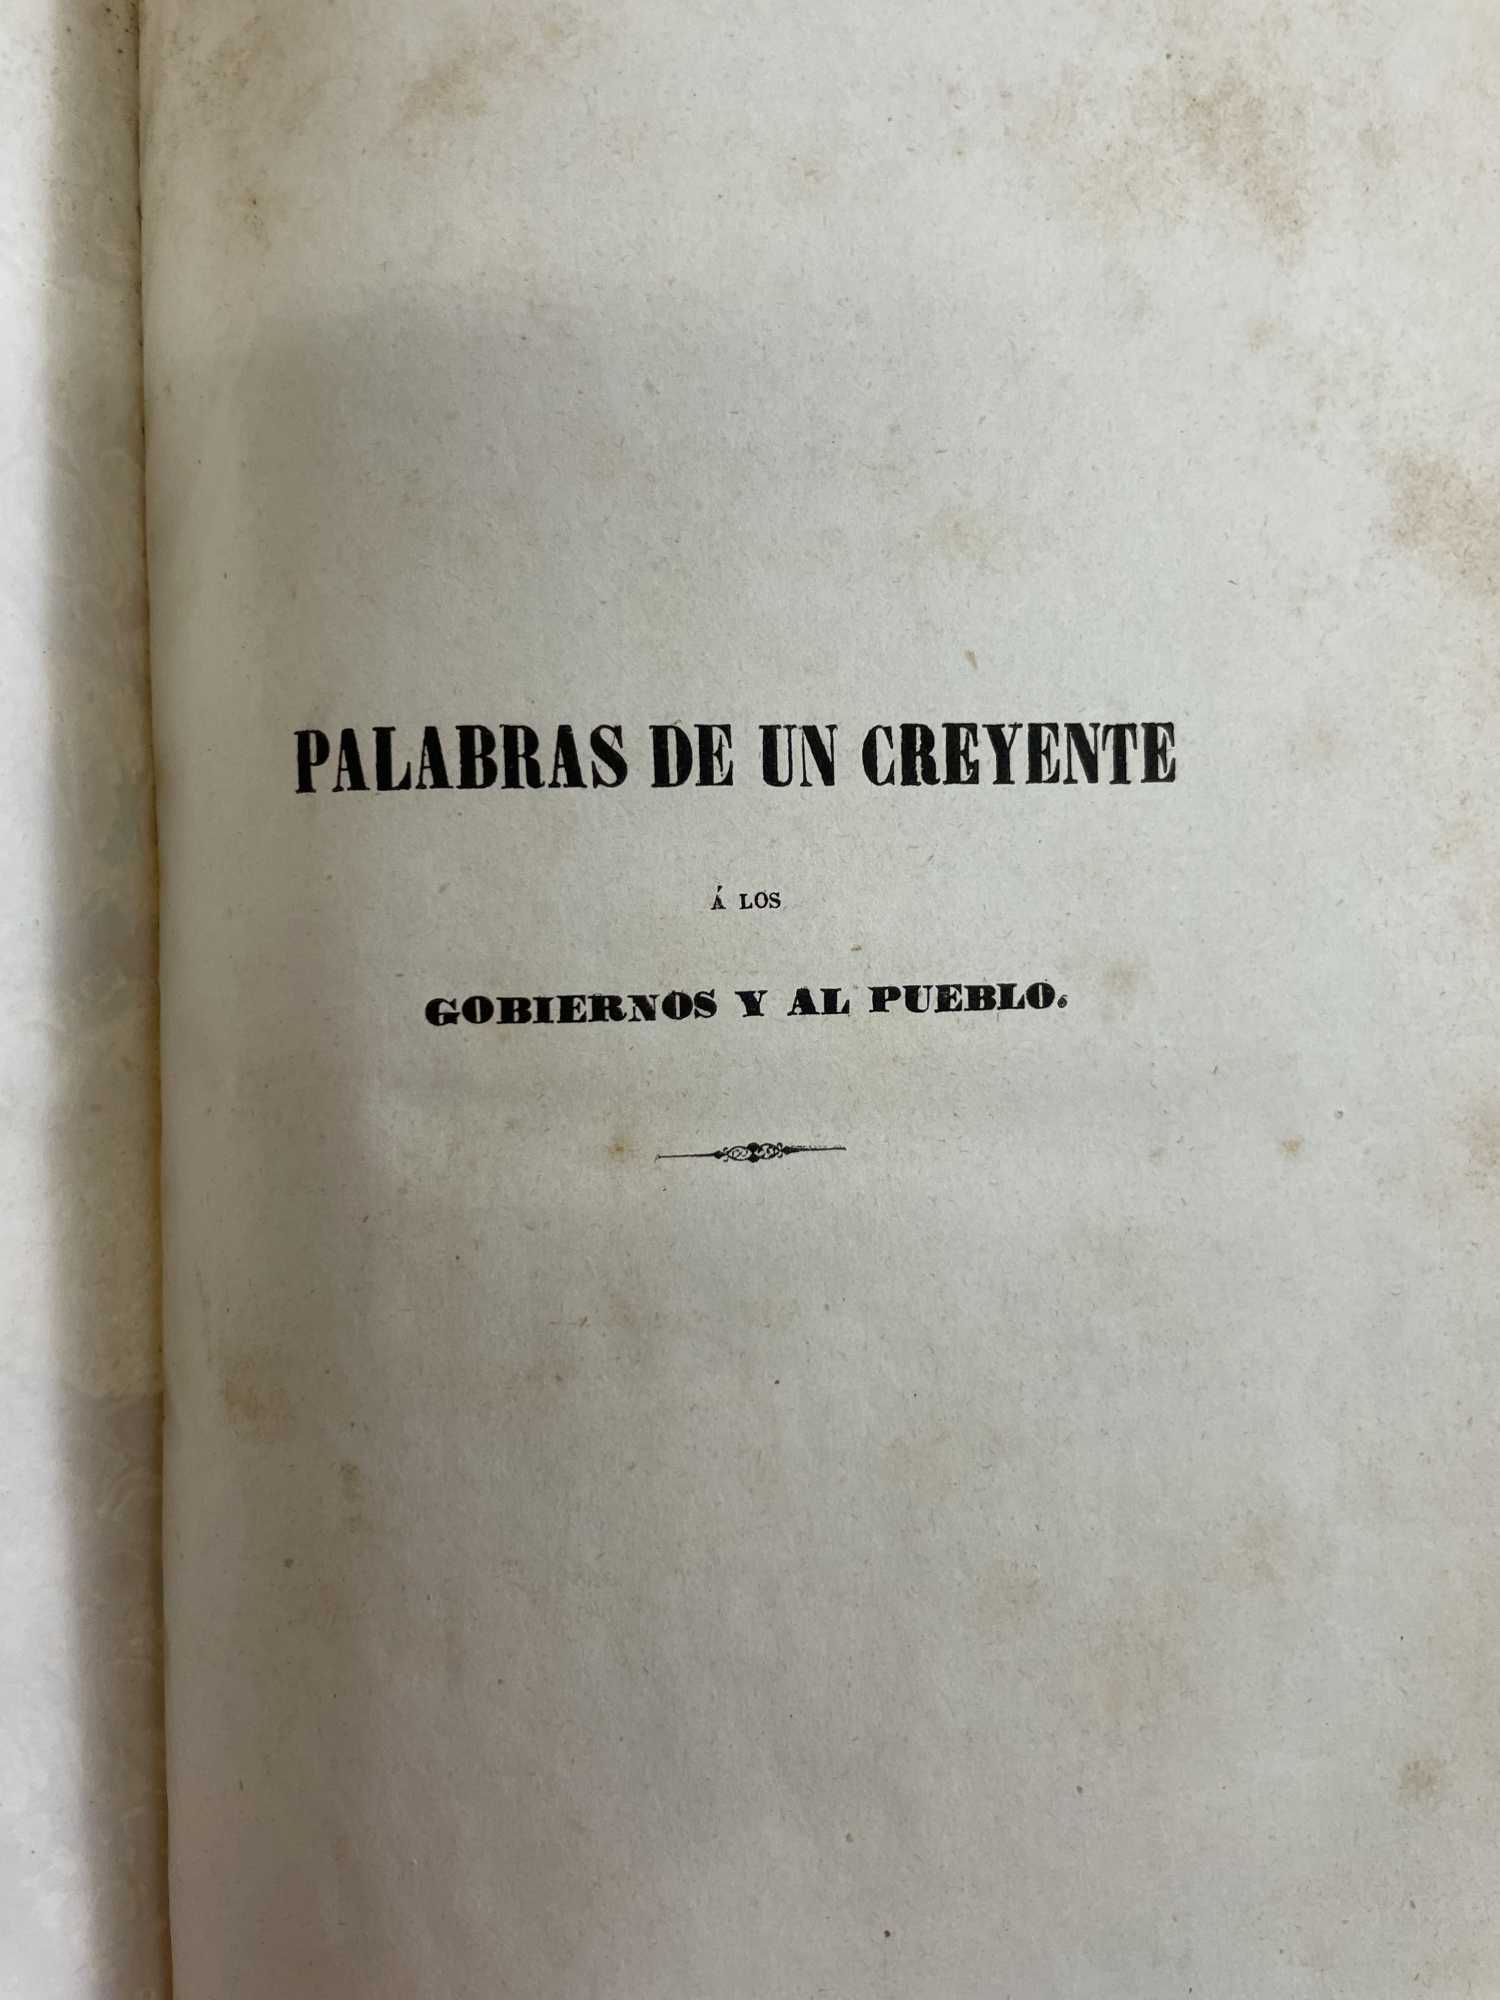 PALABRAS DE UN CREYENTE
Á LOS
GOBIERNOS Y AL PUEBLO.